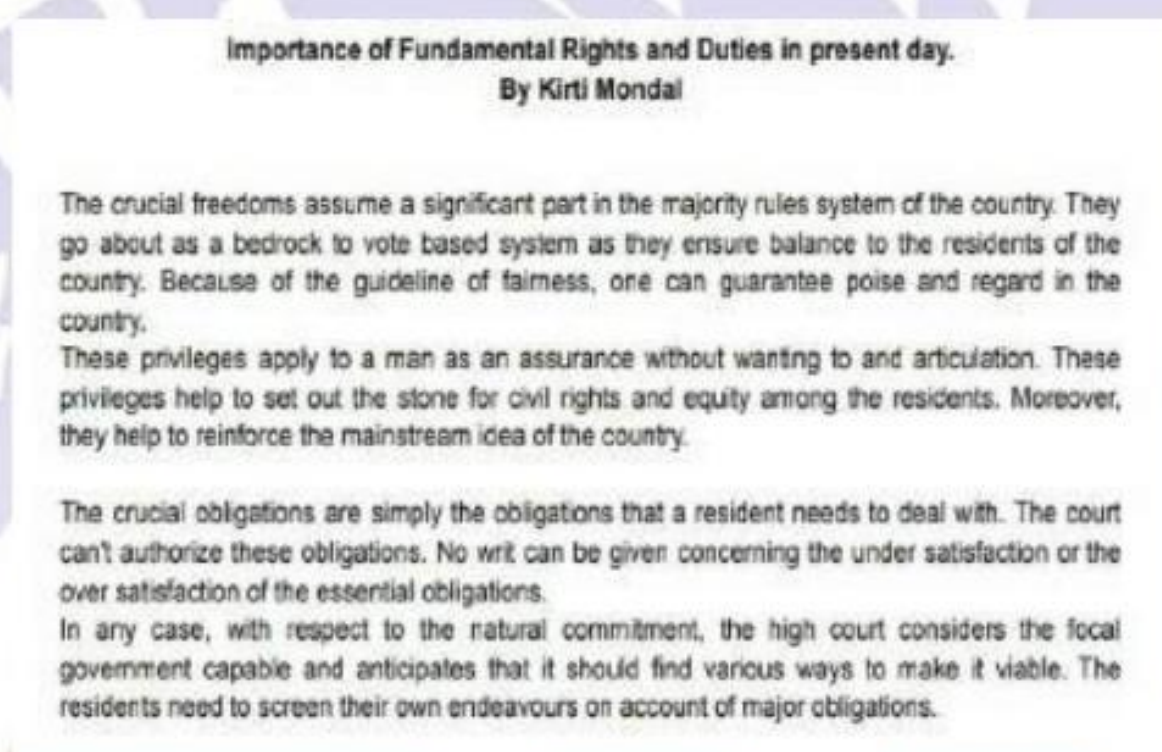 Importance of Fundamental Rights and Duties in present day.
By Kirti Mondal
The crucial freedoms assume a significant part in the majority rules system of the country. They
go about as a bedrock to vote based system as they ensure balance to the residents of the
country. Because of the guideline of fairness, one can guarantee poise and regard in the
country.
These privileges apply to a man as an assurance without wanting to and articulation. These
privileges help to set out the stone for civil rights and equity among the residents. Moreover,
they help to reinforce the mainstream idea of the country.
The crucial obligations are simply the obligations that a resident needs to deal with. The court
can't authorize these obligations. No writ can be given concerning the under satisfaction or the
over satisfaction of the essential obligations.
In any case, with respect to the natural commitment, the high court considers the focal
government capable and anticipates that it should find various ways to make it viable. The
residents need to screen their own endeavours on account of major obligations.